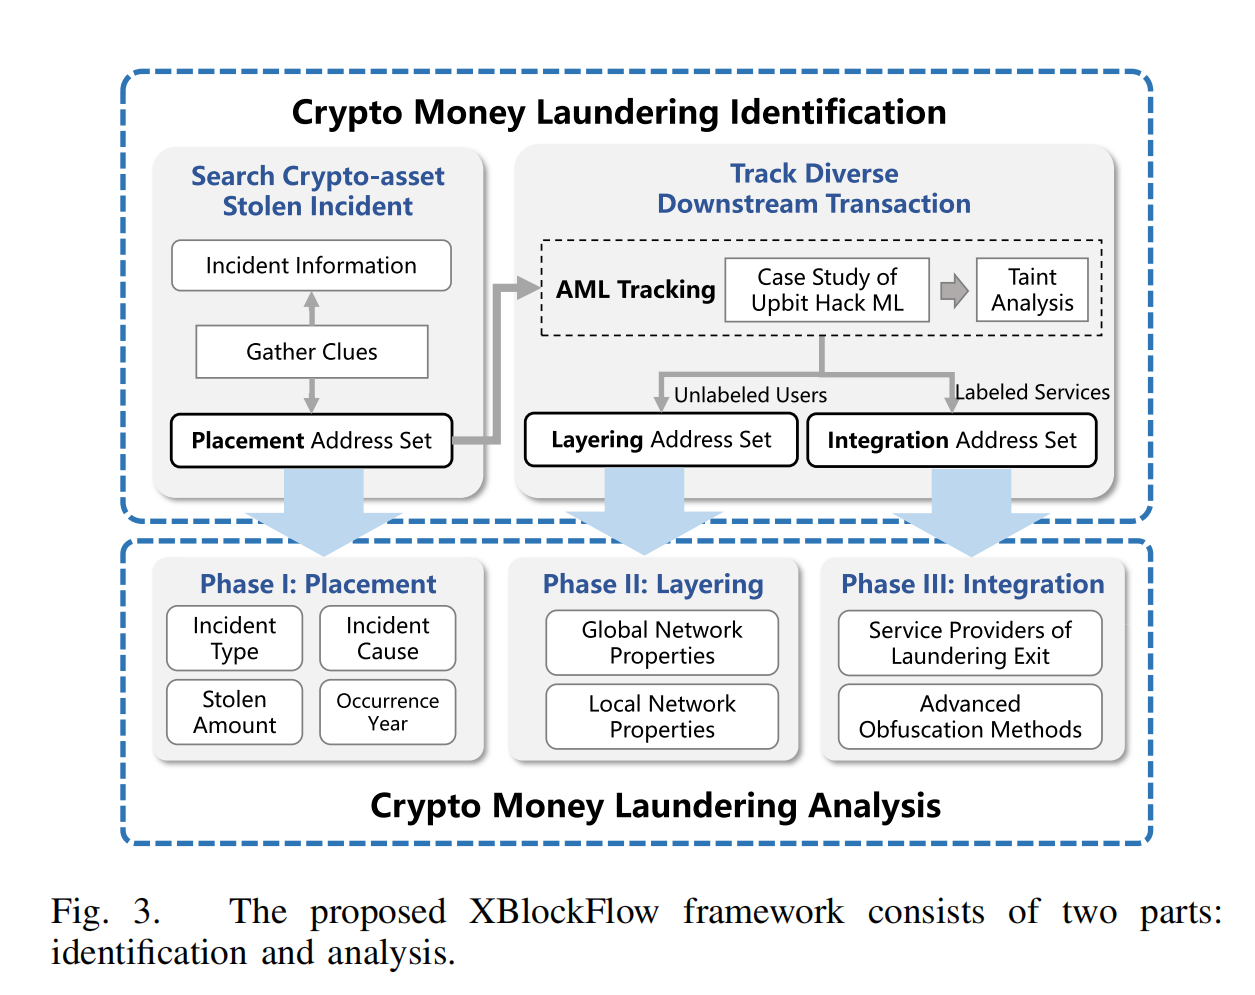 Crypto Money Laundering Identification
Search Crypto-asset
Stolen Incident
Incident Information
Gather Clues
Placement Address Set
Track Diverse
Downstream Transaction
AML Tracking
Case Study of
Upbit Hack ML
Taint
Analysis
Unlabeled Users
Labeled Services
Layering Address Set
Integration Address Set
Phase I: Placement
Incident
Type
Incident
Cause
Stolen
Amount
Occurrence
Year
Phase II: Layering
Global Network
Properties
Local Network
Properties
Phase III: Integration
Service Providers of
Laundering Exit
Advanced
Obfuscation Methods
Crypto Money Laundering Analysis
Fig. 3. The proposed XBlockFlow framework consists of two parts:
identification and analysis.